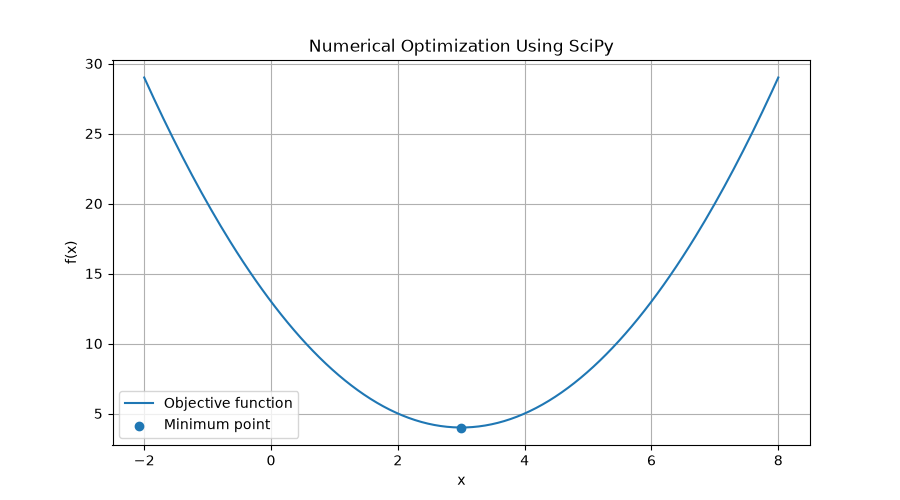 Numerical Optimization Using SciPy
f(x)
30
25
20
15
10
5
Objective function
Minimum point
−2 0 2 4 6 8
x